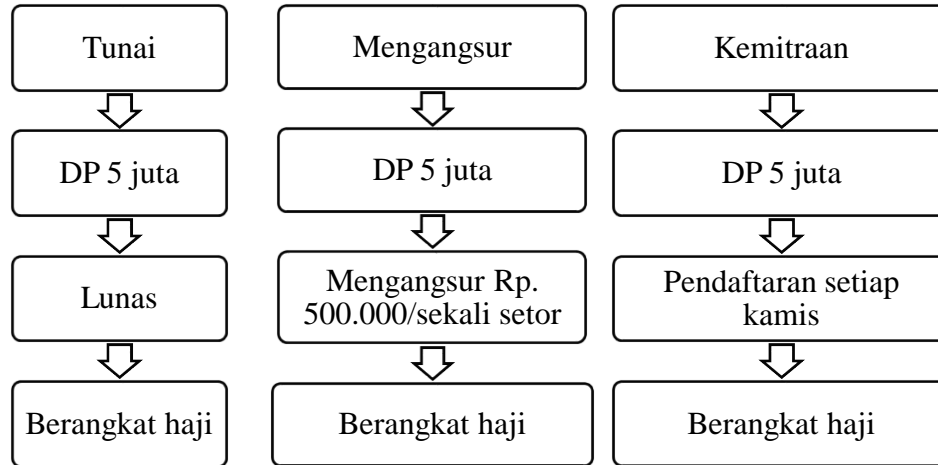 Tunai
DP 5 juta
Lunas
Berangkat haji
Mengangsur
DP 5 juta
Mengangsur Rp.
500.000/sekali setor
Berangkat haji
Kemitraan
DP 5 juta
Pendaftaran setiap
kamis
Berangkat haji